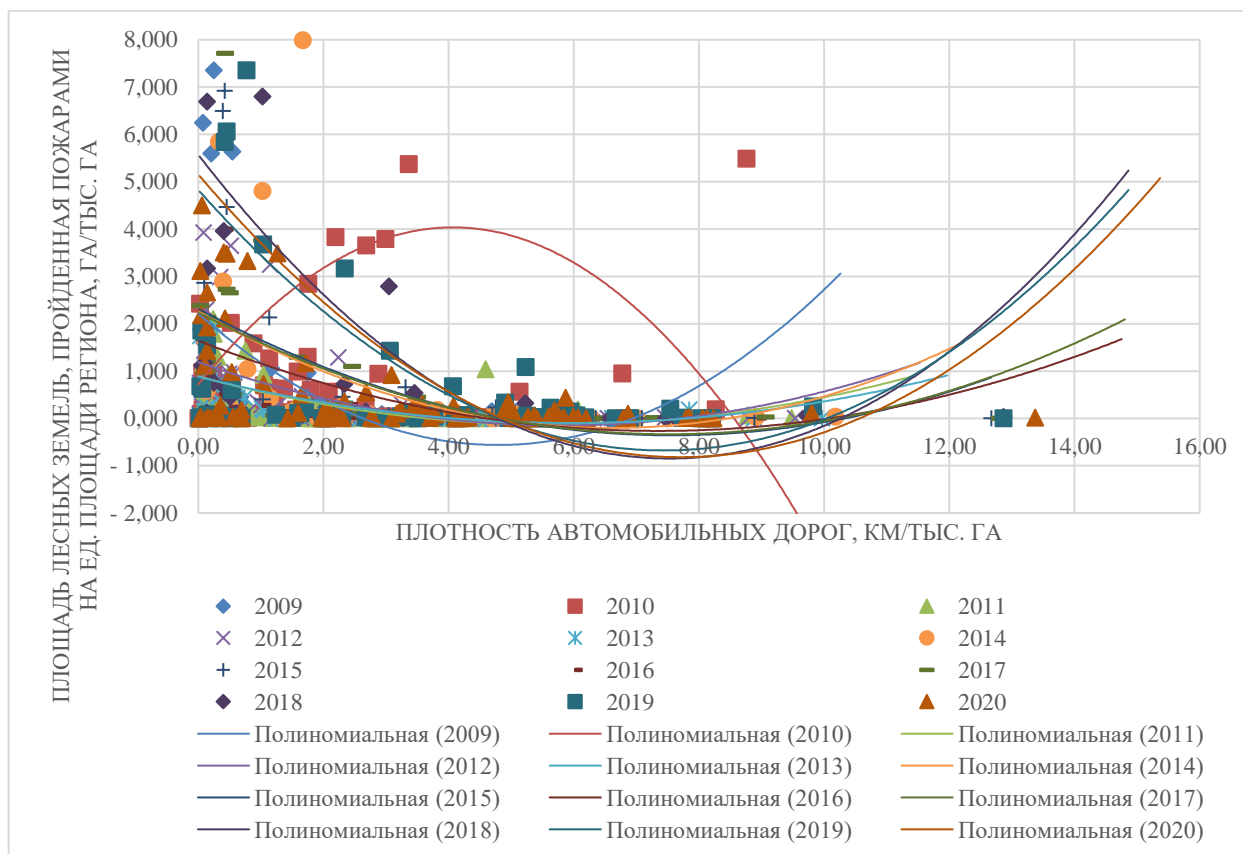 ПЛОЩАДЬ ЛЕСНЫХ ЗЕМЕЛЬ, ПРОЙДЕННАЯ ПОЖАРАМИ
НА ЕД. ПЛОЩАДИ РЕГИОНА, ГА/ТЫС. ГА
8,000
7,000
6,000
5,000
4,000
3,000
2,000
1,000
0,000
- 1,000
- 2,000
0,00 2,00 4,00 6,00 8,00 10,00 12,00 14,00 16,00
ПЛОТНОСТЬ АВТОМОБИЛЬНЫХ ДОРОГ, КМ/ТЫС. ГА
2009 2010 2011
2012 2013 2014
2015 2016 2017
2018 2019 2020
Полиномиальная (2009) Полиномиальная (2010) Полиномиальная (2011)
Полиномиальная (2012) Полиномиальная (2013) Полиномиальная (2014)
Полиномиальная (2015) Полиномиальная (2016) Полиномиальная (2017)
Полиномиальная (2018) Полиномиальная (2019) Полиномиальная (2020)